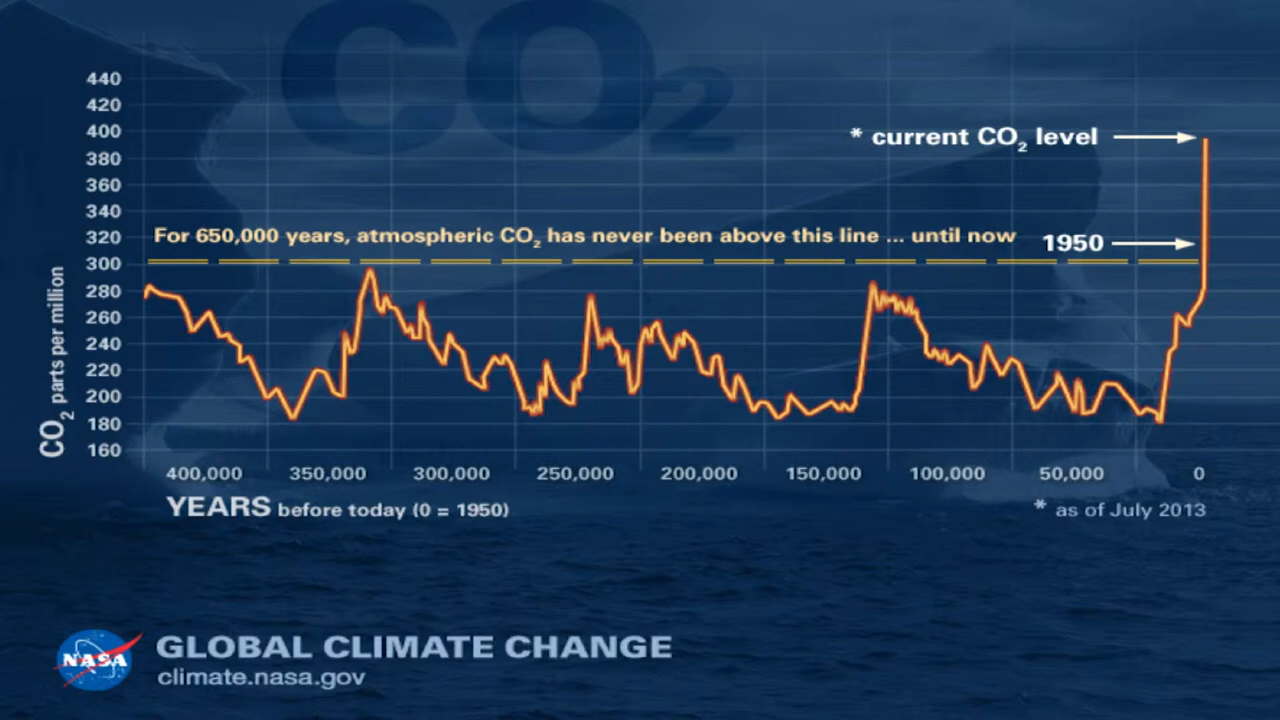 CO2
440
420
400
380
360
340
320
300
280
260
240
220
200
180
160
CO2 parts per million
* current CO2 level
For 650,000 years, atmospheric CO2 has never been above this line ... until now
1950
400,000 350,000 300,000 250,000 200,000 150,000 100,000 50,000 0
YEARS before today (0 = 1950)
* as of July 2013
NASA
GLOBAL CLIMATE CHANGE
climate.nasa.gov